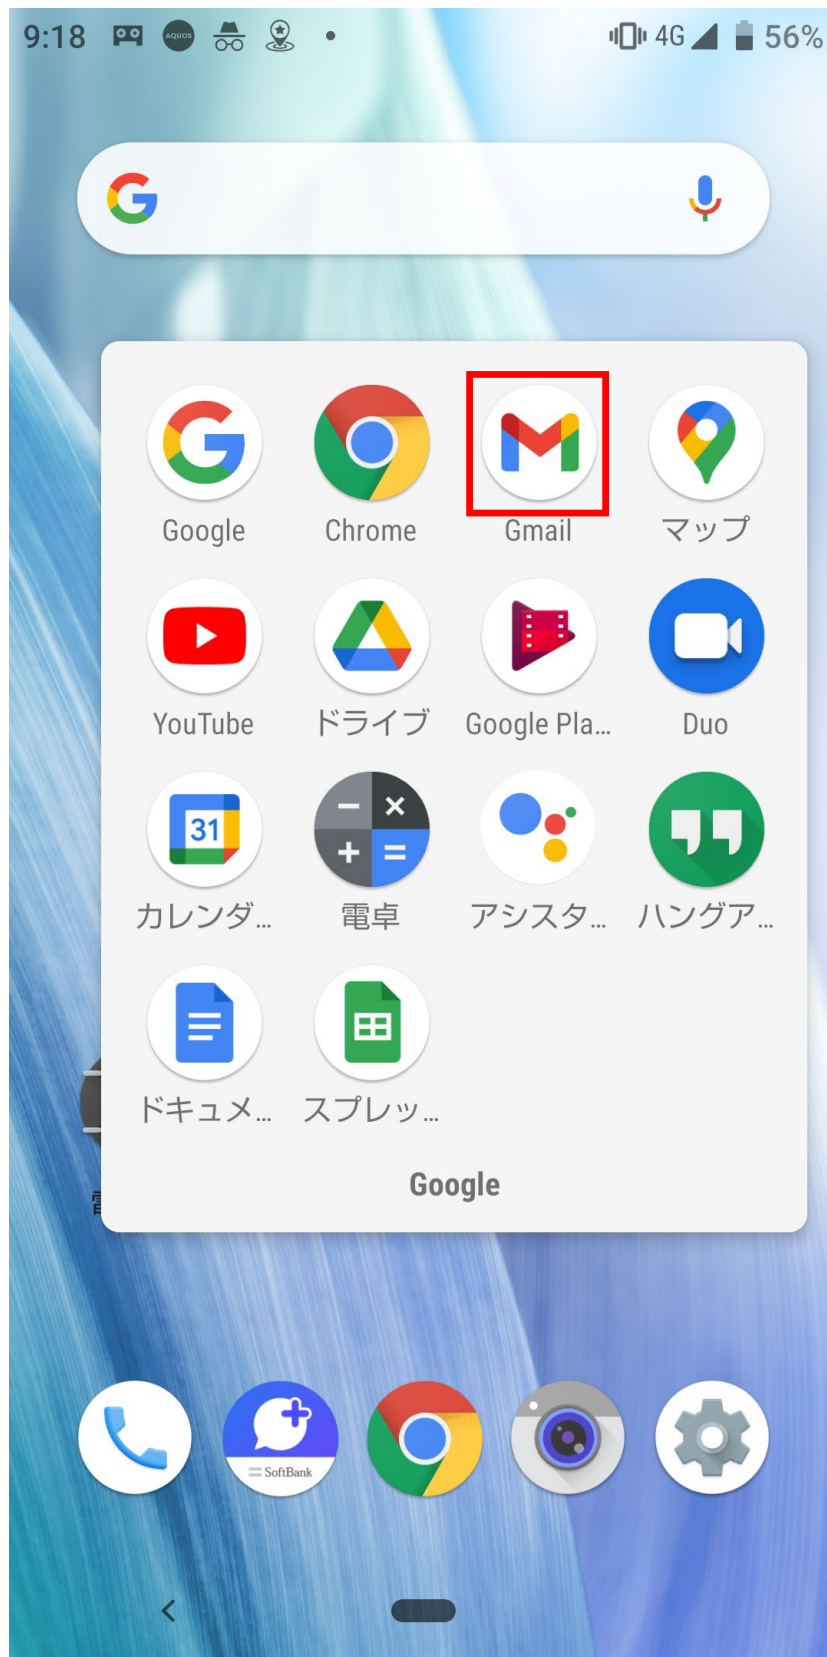 9:18 AQUOS 4G 56%
Google Chrome Gmail マップ
YouTube ドライブ Google Pla... Duo
31
カレンダ... 電卓 アシスタ... ハングア...
ドキュメ... スプレッ...
Google
SoftBank